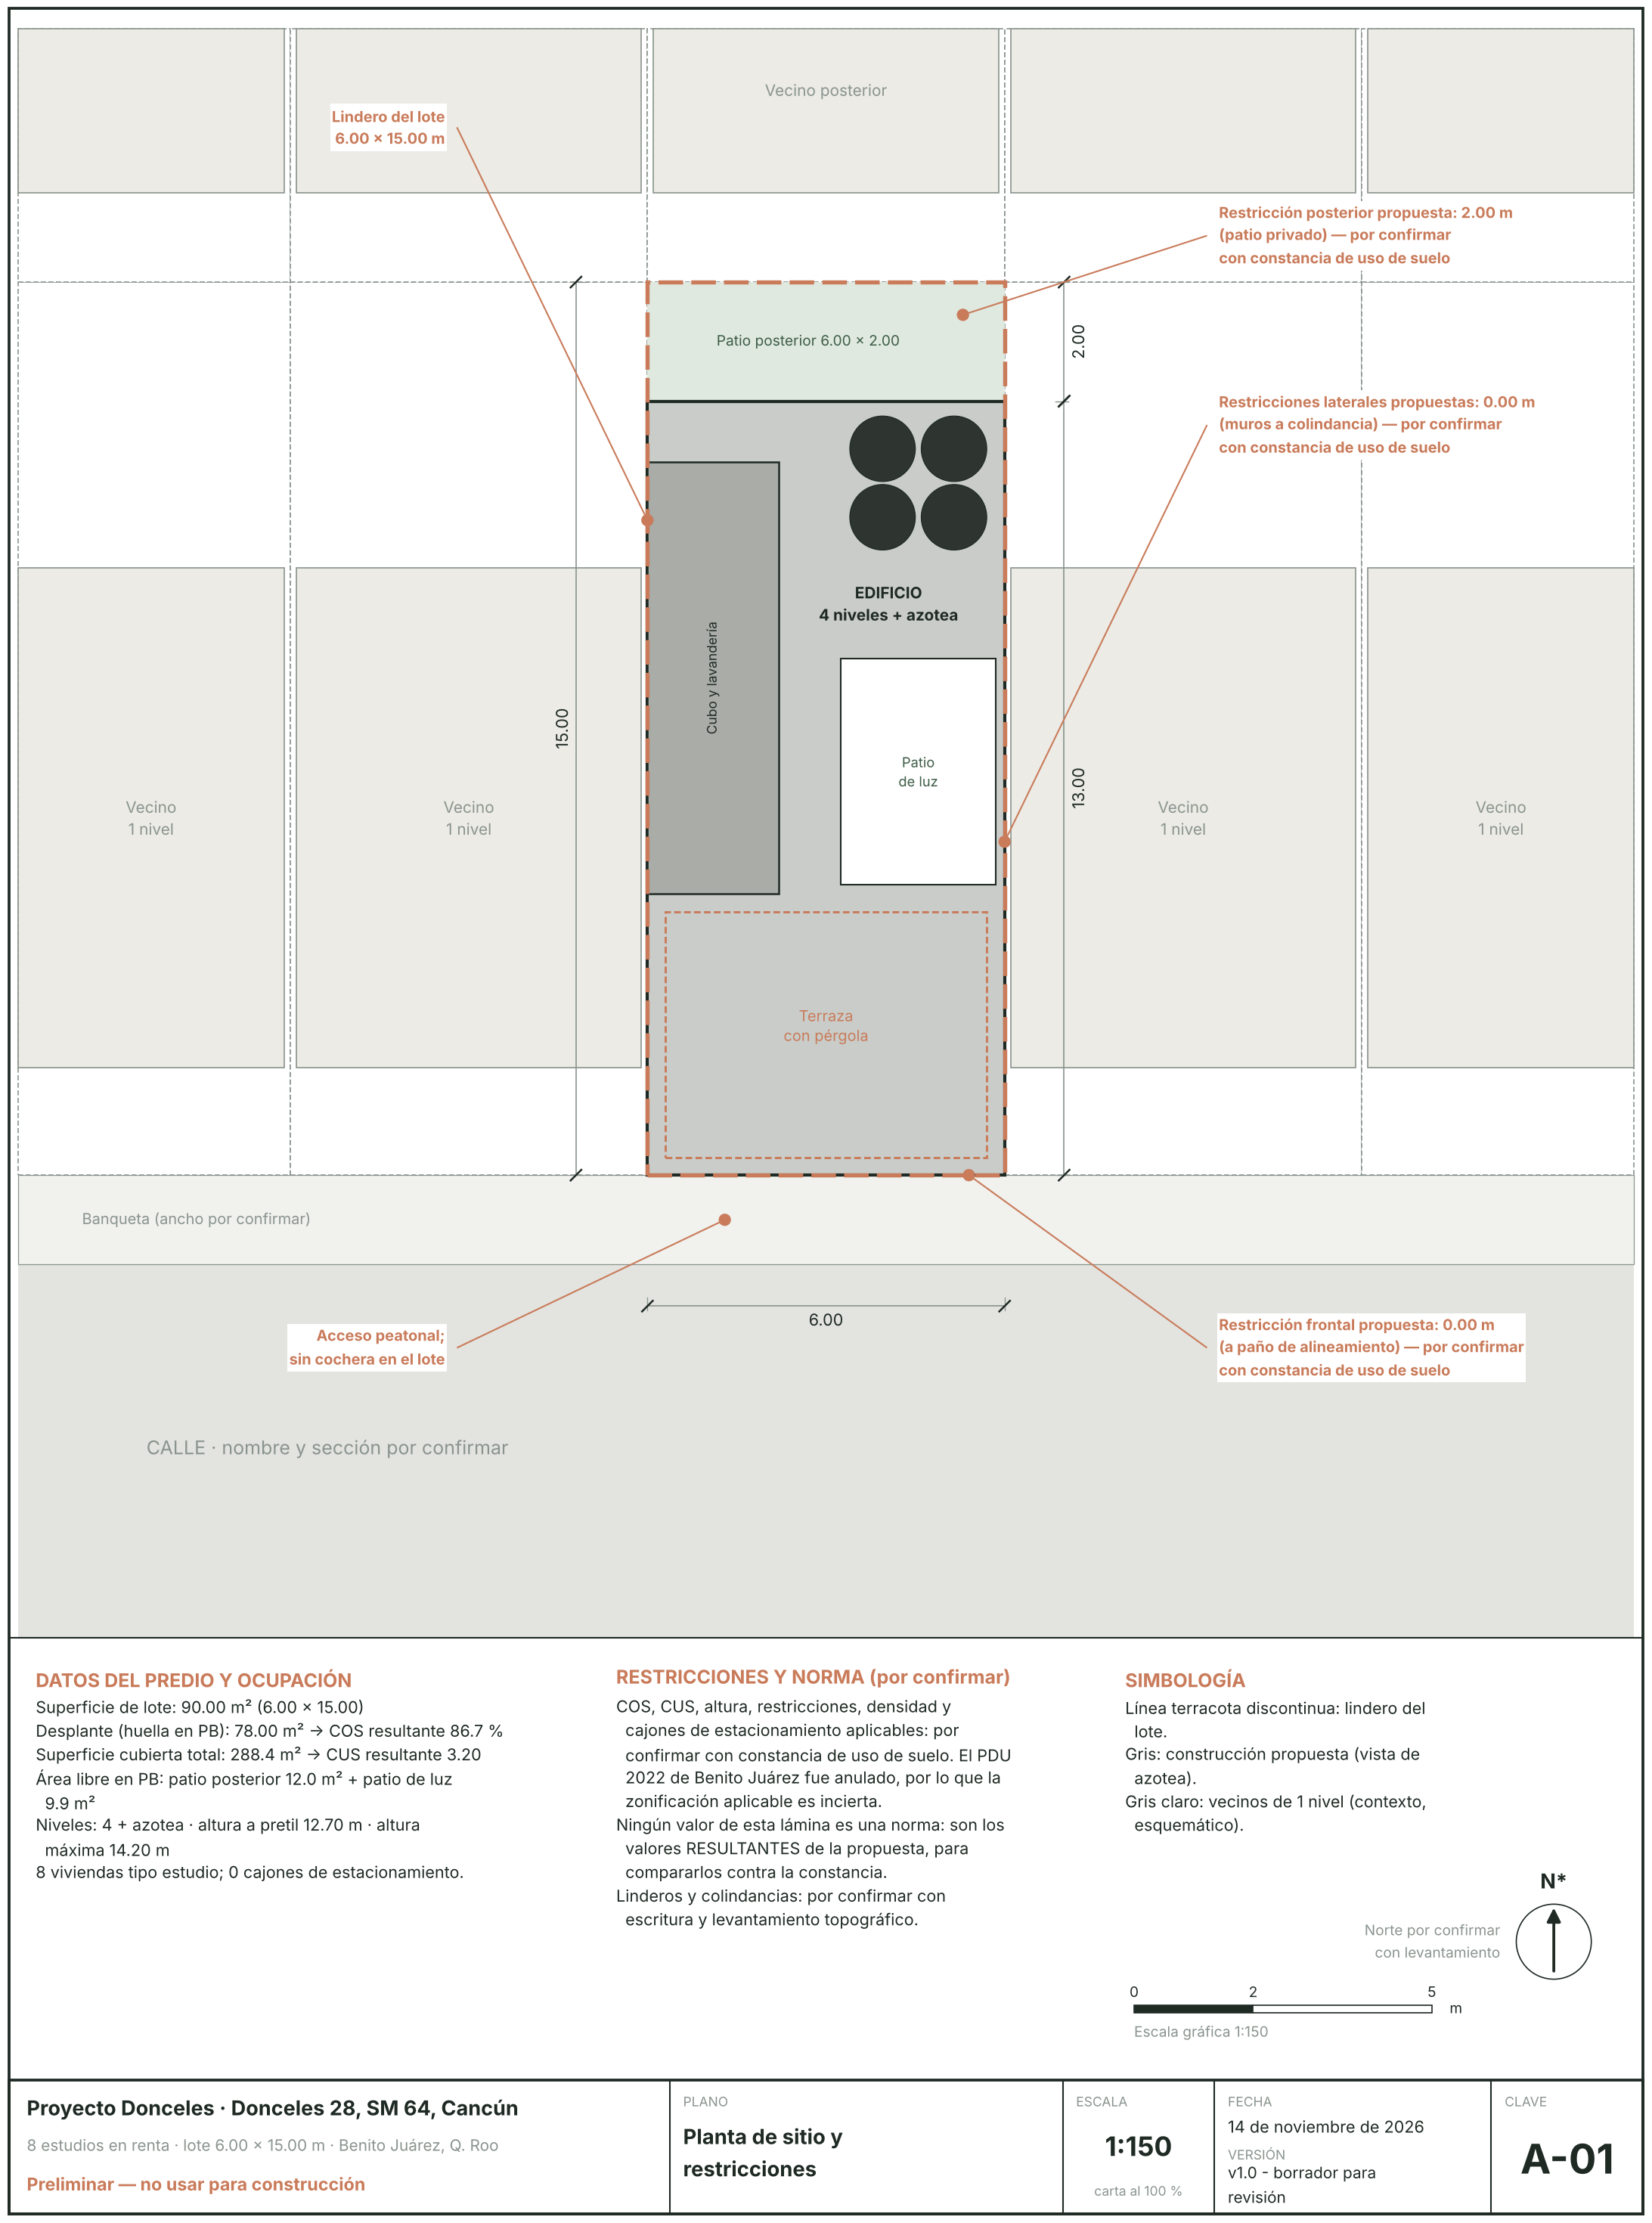 Vecino posterior
Lindero del lote
6.00 × 15.00 m
Restricción posterior propuesta: 2.00 m
(patio privado) — por confirmar
con constancia de uso de suelo
Patio posterior 6.00 × 2.00
2.00
Restricciones laterales propuestas: 0.00 m
(muros a colindancia) — por confirmar
con constancia de uso de suelo
EDIFICIO
4 niveles + azotea
Cubo y lavandería
15.00
Patio
de luz
13.00
Vecino
1 nivel
Vecino
1 nivel
Vecino
1 nivel
Vecino
1 nivel
Terraza
con pérgola
Banqueta (ancho por confirmar)
6.00
Acceso peatonal;
sin cochera en el lote
Restricción frontal propuesta: 0.00 m
(a paño de alineamiento) — por confirmar
con constancia de uso de suelo
CALLE · nombre y sección por confirmar
DATOS DEL PREDIO Y OCUPACIÓN
Superficie de lote: 90.00 m² (6.00 × 15.00)
Desplante (huella en PB): 78.00 m² → COS resultante 86.7 %
Superficie cubierta total: 288.4 m² → CUS resultante 3.20
Área libre en PB: patio posterior 12.0 m² + patio de luz
9.9 m²
Niveles: 4 + azotea · altura a pretil 12.70 m · altura
máxima 14.20 m
8 viviendas tipo estudio; 0 cajones de estacionamiento.
RESTRICCIONES Y NORMA (por confirmar)
COS, CUS, altura, restricciones, densidad y
cajones de estacionamiento aplicables: por
confirmar con constancia de uso de suelo. El PDU
2022 de Benito Juárez fue anulado, por lo que la
zonificación aplicable es incierta.
Ningún valor de esta lámina es una norma: son los
valores RESULTANTES de la propuesta, para
compararlos contra la constancia.
Linderos y colindancias: por confirmar con
escritura y levantamiento topográfico.
SIMBOLOGÍA
Línea terracota discontinua: lindero del
lote.
Gris: construcción propuesta (vista de
azotea).
Gris claro: vecinos de 1 nivel (contexto,
esquemático).
N*
Norte por confirmar
con levantamiento
0 2 5 m
Escala gráfica 1:150
Proyecto Donceles · Donceles 28, SM 64, Cancún
8 estudios en renta · lote 6.00 × 15.00 m · Benito Juárez, Q. Roo
Preliminar — no usar para construcción
PLANO
Planta de sitio y
restricciones
ESCALA
1:150
carta al 100 %
FECHA
14 de noviembre de 2026
VERSIÓN
v1.0 - borrador para
revisión
CLAVE
A-01